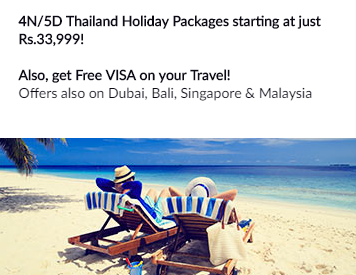 4N/5D Thailand Holiday Packages starting at just
Rs.33,999!
Also, get Free VISA on your Travel!
Offers also on Dubai, Bali, Singapore & Malaysia